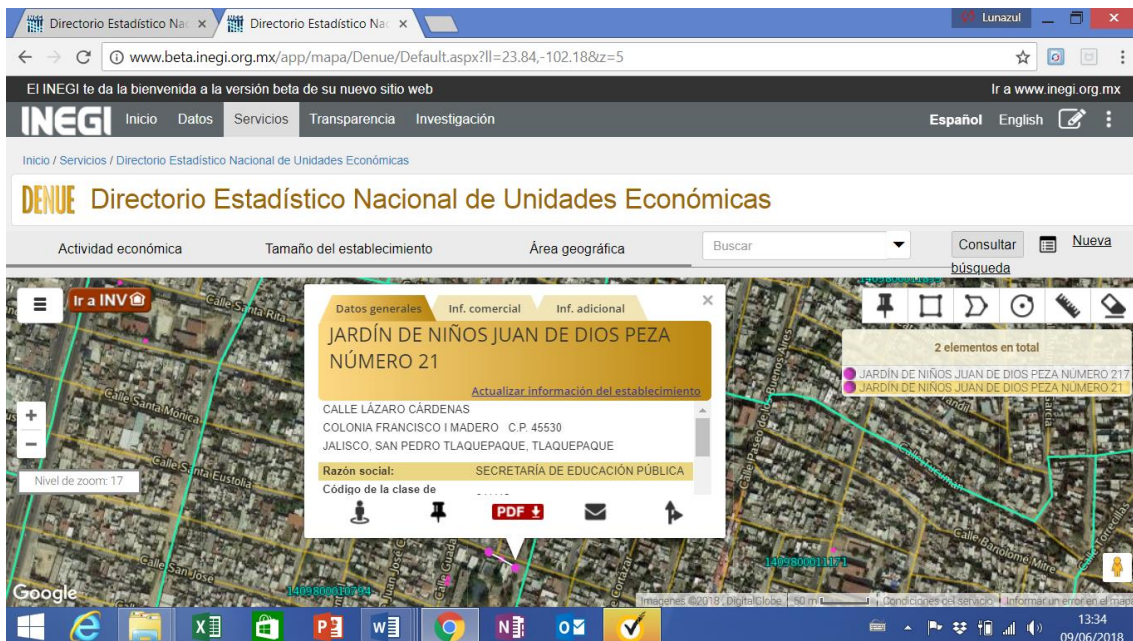 Directorio Estadístico Na
Directorio Estadístico Nac
Lunazul
www.beta.inegi.org.mx/app/mapa/Denue/Default.aspx?ll=23.84,-102.18&z=5
El INEGI te da la bienvenida a la versión beta de su nuevo sitio web
Ir a www.inegi.org.mx
INEGI Inicio Datos Servicios Transparencia Investigación Español English
Inicio / Servicios / Directorio Estadístico Nacional de Unidades Económicas
DENUE Directorio Estadístico Nacional de Unidades Económicas
Actividad económica Tamaño del establecimiento Área geográfica Buscar Consultar Nueva
búsqueda
Ir a INV
Calle Santa Rita
Datos generales Inf. comercial Inf. adicional
JARDÍN DE NIÑOS JUAN DE DIOS PEZA
NÚMERO 21
Actualizar información del establecimiento
CALLE LÁZARO CÁRDENAS
COLONIA FRANCISCO I MADERO C.P. 45530
JALISCO, SAN PEDRO TLAQUEPAQUE, TLAQUEPAQUE
Razón social: SECRETARÍA DE EDUCACIÓN PÚBLICA
Código de la clase de
PDF
2 elementos en total
JARDÍN DE NIÑOS JUAN DE DIOS PEZA NÚMERO 217
JARDÍN DE NIÑOS JUAN DE DIOS PEZA NÚMERO 21
Calle Santa Mónica
Calle Santa Eustolia
Nivel de zoom: 17
Calle San José
Calle Paseo de los Buenos Aires
Calle Tucumán
Calle Bartolomé Mitre
Calle Torrecillas
1409800010794
1409800011171
Google
Imagenes ©2018, DigitalGlobe 50 m Condiciones del servicio Informar un error en el mapa
13:34
09/06/2018